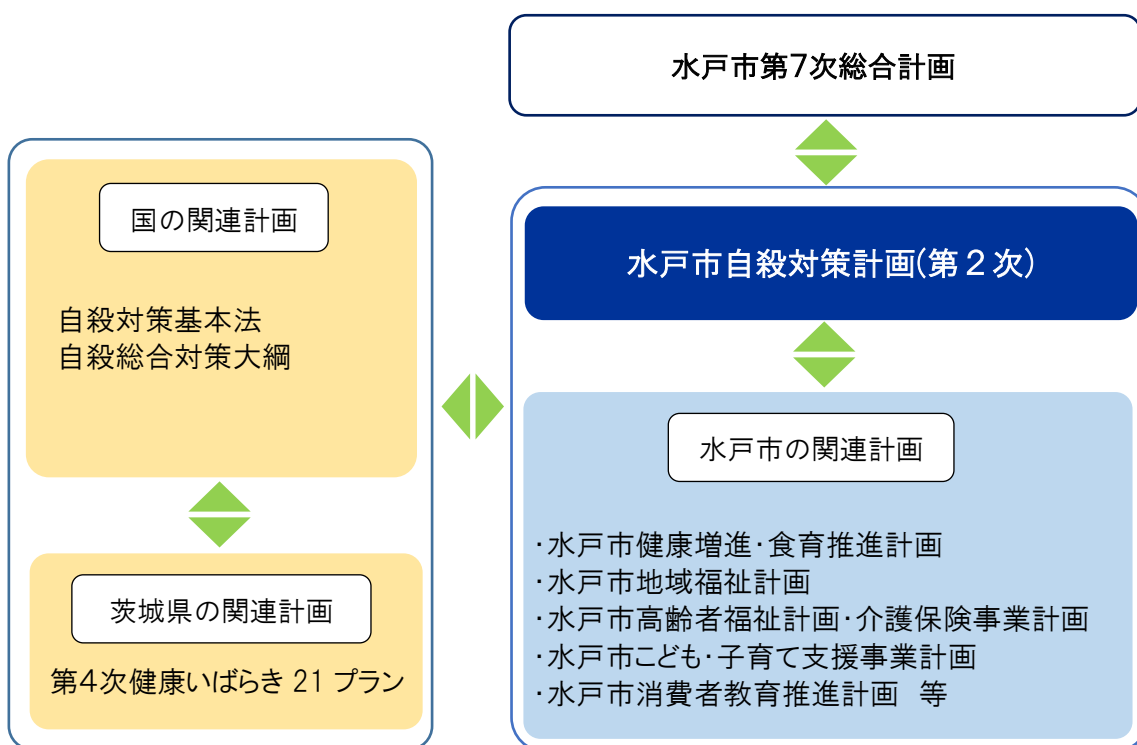 水戸市第7次総合計画
国の関連計画
自殺対策基本法
自殺総合対策大綱
茨城県の関連計画
第4次健康いばらき 21 プラン
水戸市自殺対策計画(第2次)
水戸市の関連計画
・水戸市健康増進・食育推進計画
・水戸市地域福祉計画
・水戸市高齢者福祉計画・介護保険事業計画
・水戸市こども・子育て支援事業計画
・水戸市消費者教育推進計画　等